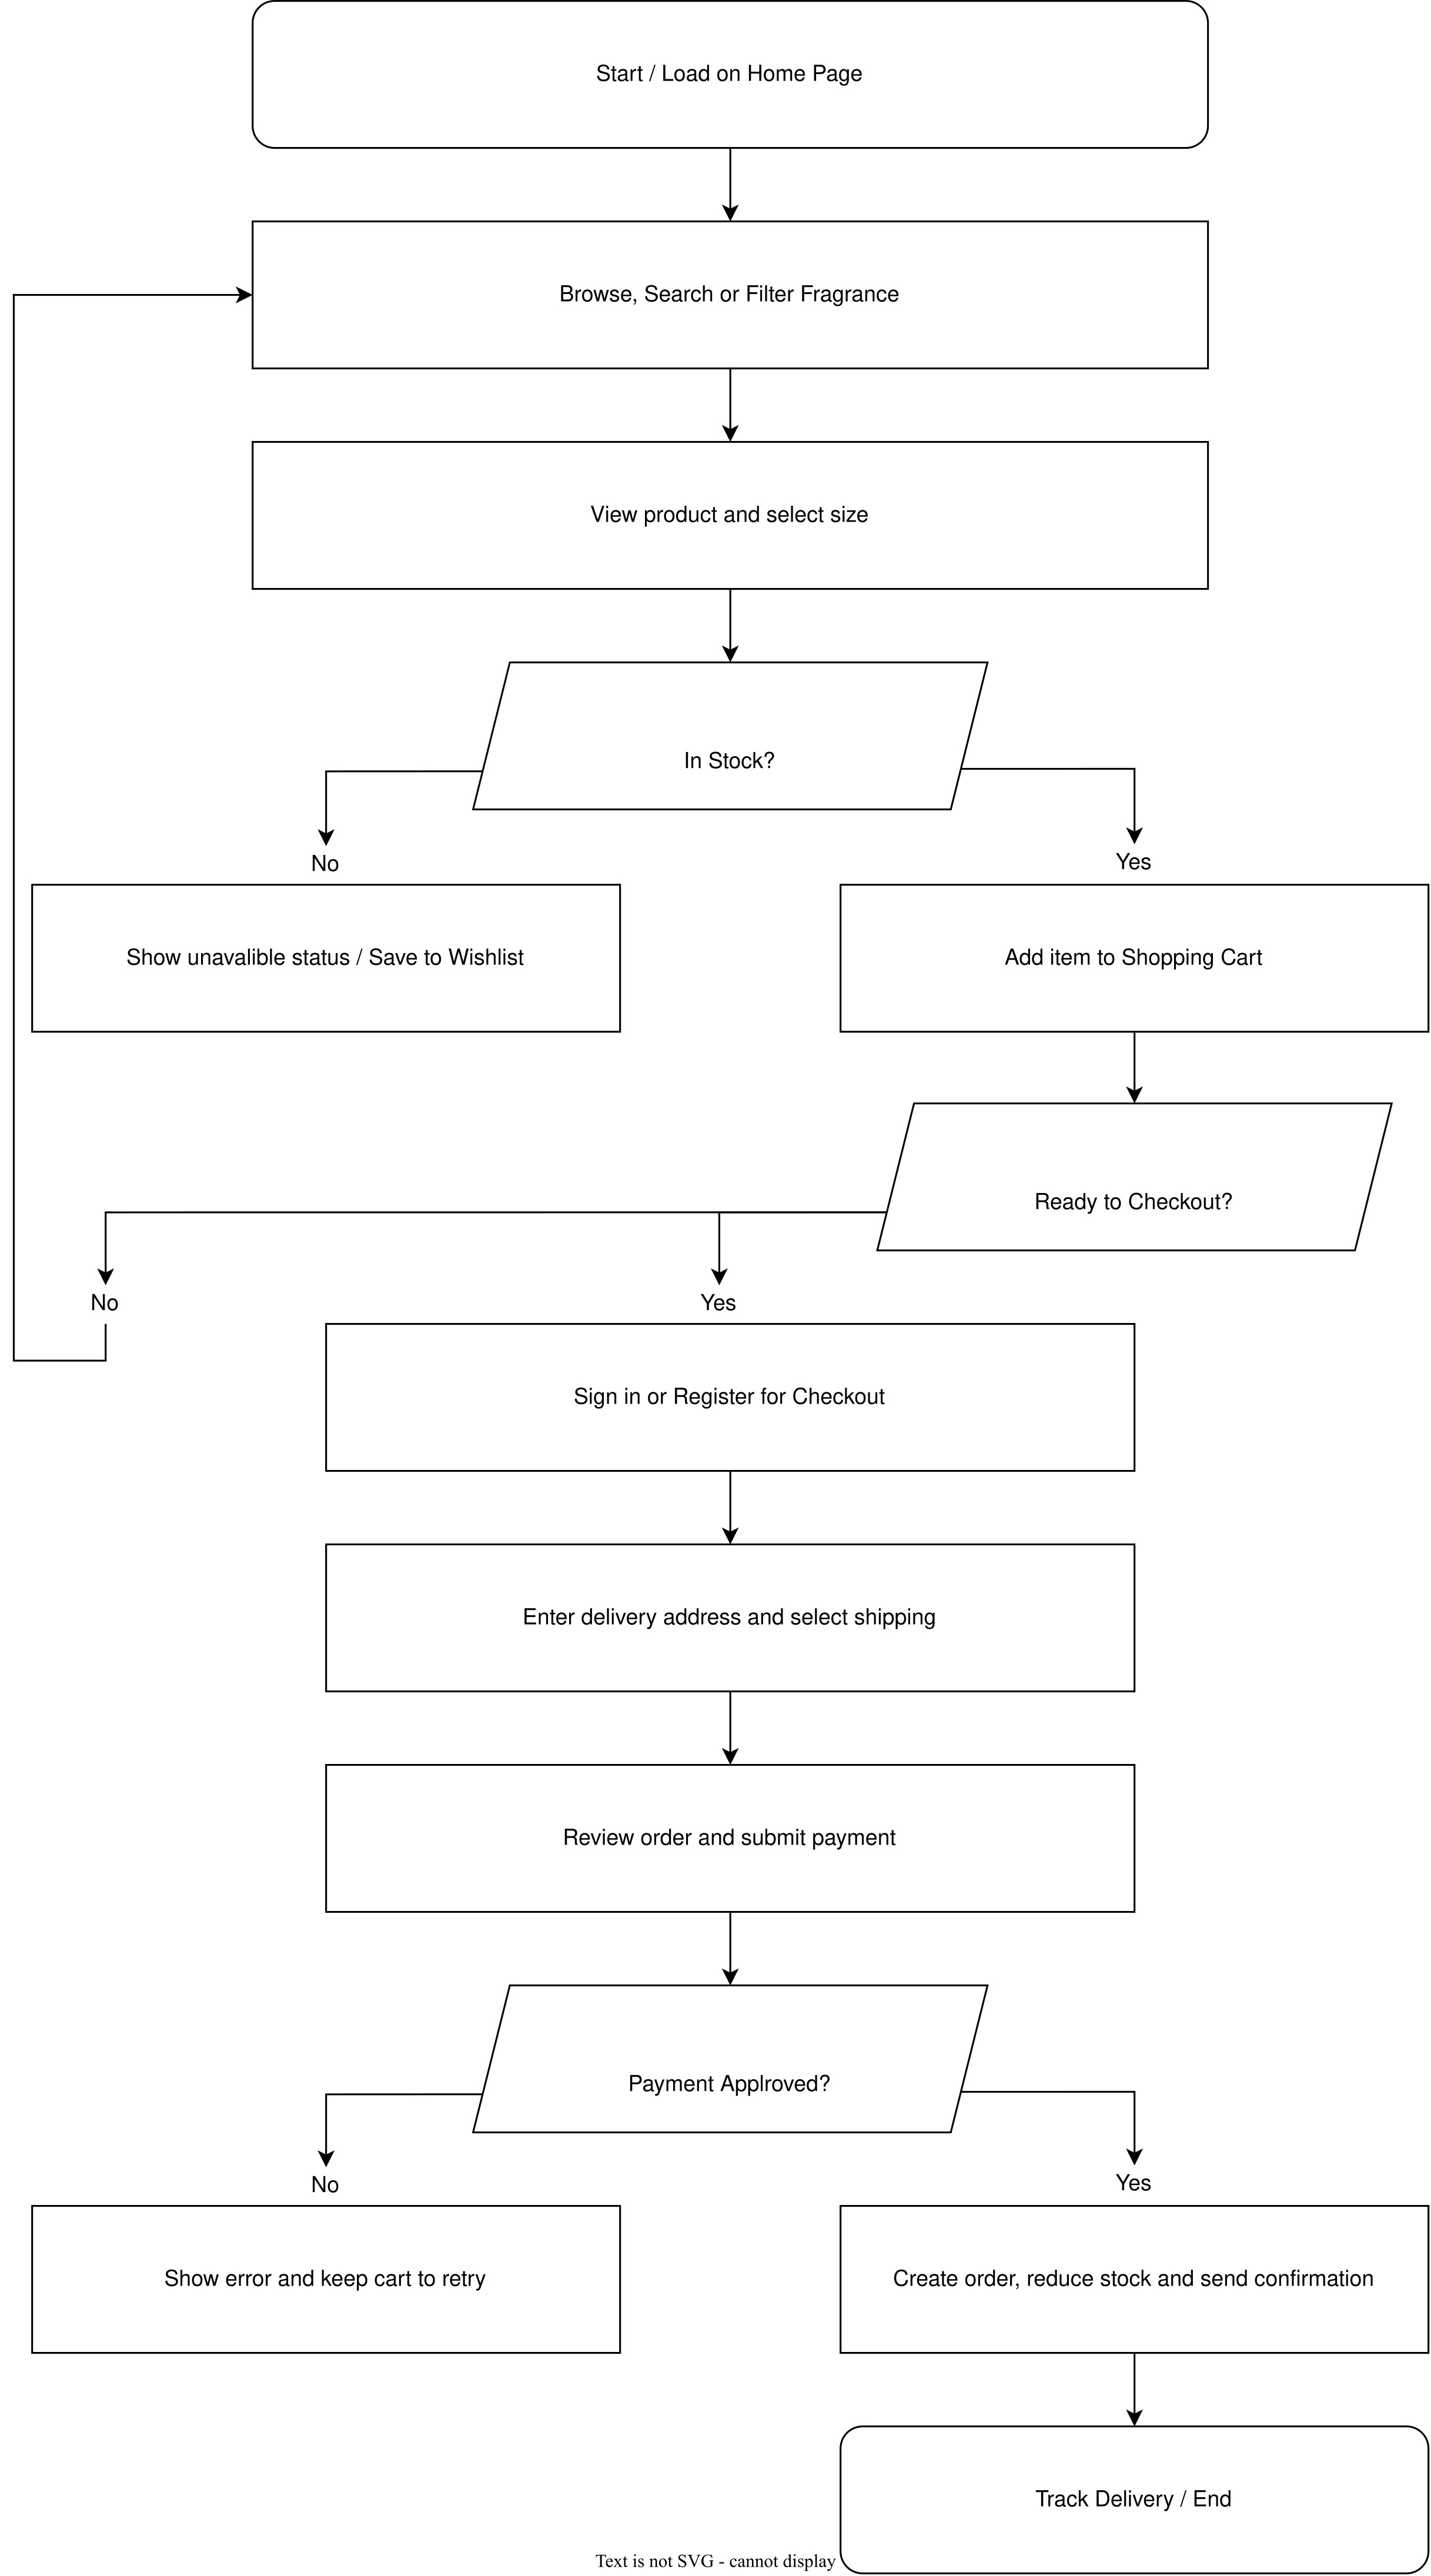 Start / Load on Home Page
Browse, Search or Filter Fragrance
View product and select size
In Stock?
No
Yes
Show unavalible status / Save to Wishlist
Add item to Shopping Cart
Ready to Checkout?
No
Yes
Sign in or Register for Checkout
Enter delivery address and select shipping
Review order and submit payment
Payment Applroved?
No
Yes
Show error and keep cart to retry
Create order, reduce stock and send confirmation
Track Delivery / End
Text is not SVG - cannot display